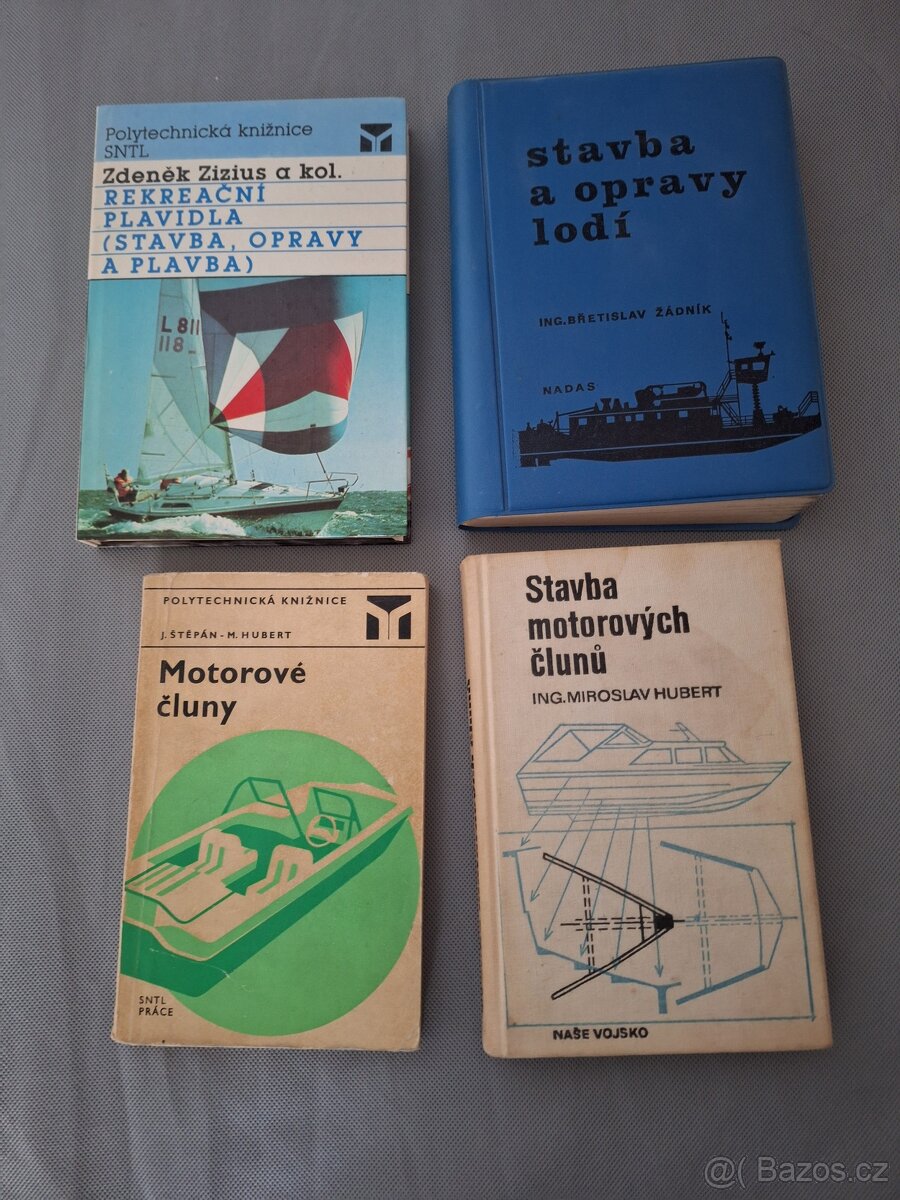 Polytechnická knižnice
SNTL
Zdeněk Zizius a kol.
REKREAČNÍ
PLAVIDLA
(STAVBA, OPRAVY
A PLAVBA)
L 811
118
stavba
a opravy
lodí
ING. BŘETISLAV ŽÁDNÍK
NADAS
POLYTECHNICKÁ KNIŽNICE
J. ŠTĚPÁN - M. HUBERT
Motorové
čluny
SNTL
PRÁCE
Stavba
motorových
člunů
ING. MIROSLAV HUBERT
NAŠE VOJSKO
@( Bazos.cz